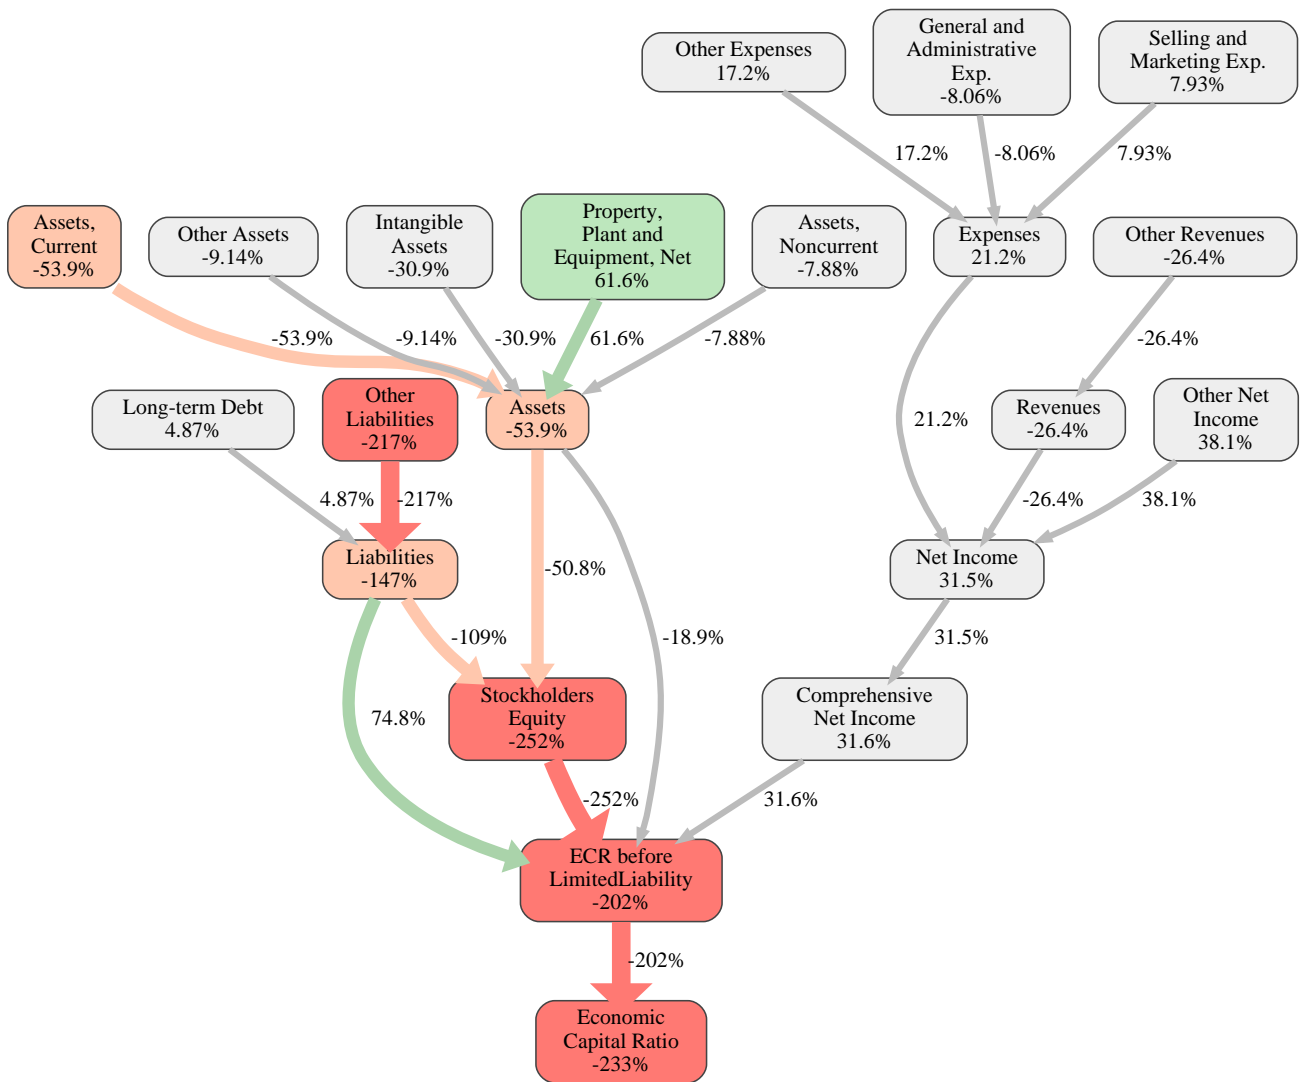 Other Expenses
17.2%
General and
Administrative
Exp.
-8.06%
Selling and
Marketing Exp.
7.93%
17.2%
-8.06%
7.93%
Assets,
Current
-53.9%
Other Assets
-9.14%
Intangible
Assets
-30.9%
Property,
Plant and
Equipment, Net
61.6%
Assets,
Noncurrent
-7.88%
Expenses
21.2%
Other Revenues
-26.4%
-53.9%
-9.14%
-30.9%
61.6%
-7.88%
-26.4%
Long-term Debt
4.87%
Other
Liabilities
-217%
Assets
-53.9%
21.2%
Revenues
-26.4%
Other Net
Income
38.1%
4.87%
-217%
-26.4%
38.1%
Liabilities
-147%
-50.8%
Net Income
31.5%
-109%
-18.9%
31.5%
74.8%
Stockholders
Equity
-252%
Comprehensive
Net Income
31.6%
-252%
31.6%
ECR before
LimitedLiability
-202%
-202%
Economic
Capital Ratio
-233%